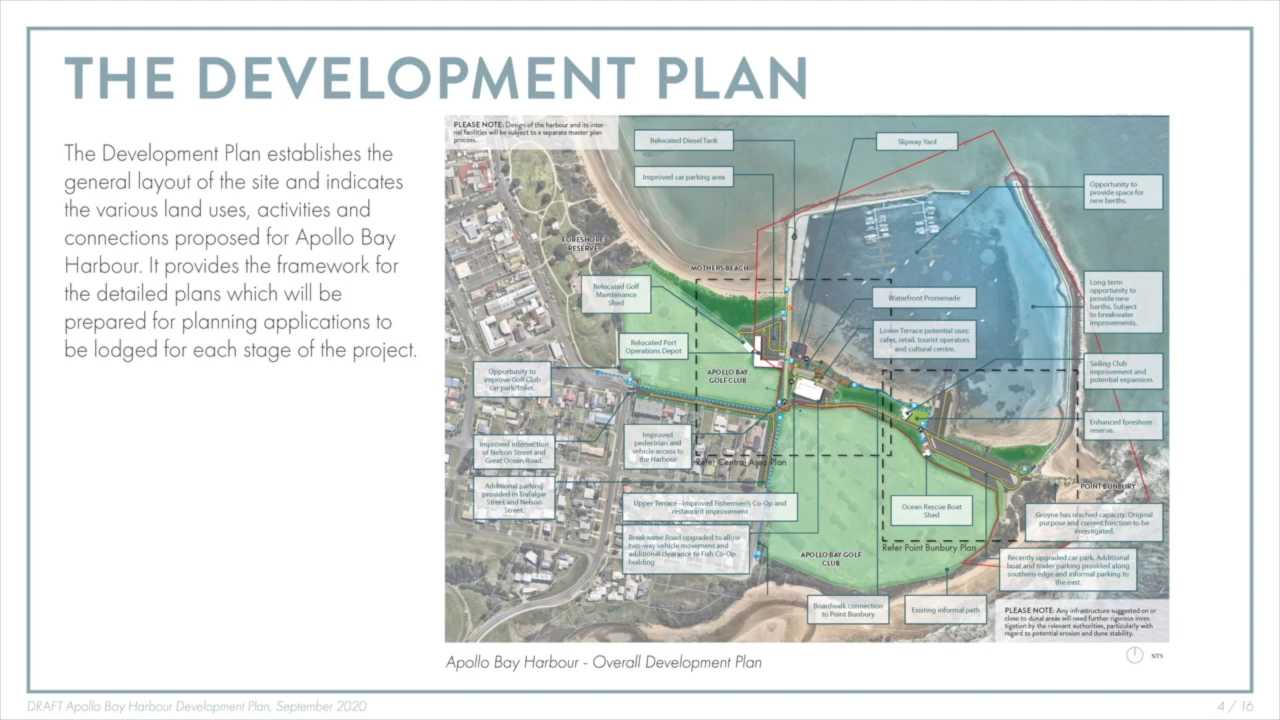 THE DEVELOPMENT PLAN
The Development Plan establishes the
general layout of the site and indicates
the various land uses, activities and
connections proposed for Apollo Bay
Harbour. It provides the framework for
the detailed plans which will be
prepared for planning applications to
be lodged for each stage of the project.
PLEASE NOTE: Design of the harbour and its inter-
nal facilities will be subject to a separate master plan
process.
Relocated Diesel Tank
Slipway Yard
Improved car parking area
Opportunity to
provide space for
new berths.
FORESHORE
RESERVE
MOTHERS BEACH
Relocated Golf
Maintenance
Shed
Waterfront Promenade
Long term
opportunity to
provide new
berths. Subject
to breakwater
improvements.
Lower Terrace potential uses:
cafes, retail, tourist operators
and cultural centre.
Relocated Port
Operations Depot
Sailing Club
improvement and
potential expansion.
Opportunity to
improve Golf Club
car park/toilet.
APOLLO BAY
GOLF CLUB
Enhanced foreshore
reserve.
Improved intersection
of Nelson Street and
Great Ocean Road.
Improved
pedestrian and
vehicle access to
the Harbour
Refer Central Area Plan
Additional parking
provided in Trafalgar
Street and Nelson
Street.
POINT BUNBURY
Upper Terrace - Improved Fishermen's Co-Op and
restaurant improvement
Ocean Rescue Boat
Shed
Groyne has reached capacity. Original
purpose and current function to be
investigated.
Breakwater Road upgraded to allow
two-way vehicle movement and
additional clearance to Fish Co-Op
building
Refer Point Bunbury Plan
APOLLO BAY GOLF
CLUB
Recently upgraded car park. Additional
boat and trailer parking provided along
southern edge and informal parking to
the east.
Boardwalk connection
to Point Bunbury
Existing informal path
PLEASE NOTE: Any infrastructure suggested on or
close to dunal areas will need further rigorous inves
tigation by the relevant authorities, particularly with
regard to potential erosion and dune stability.
Apollo Bay Harbour - Overall Development Plan
NTS
DRAFT Apollo Bay Harbour Development Plan, September 2020
4 / 16